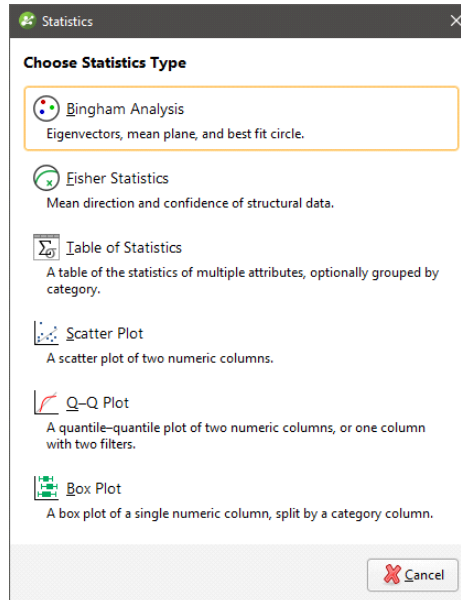 Statistics
Choose Statistics Type
Bingham Analysis
Eigenvectors, mean plane, and best fit circle.
Fisher Statistics
Mean direction and confidence of structural data.
Table of Statistics
A table of the statistics of multiple attributes, optionally grouped by
category.
Scatter Plot
A scatter plot of two numeric columns.
Q–Q Plot
A quantile–quantile plot of two numeric columns, or one column
with two filters.
Box Plot
A box plot of a single numeric column, split by a category column.
Cancel